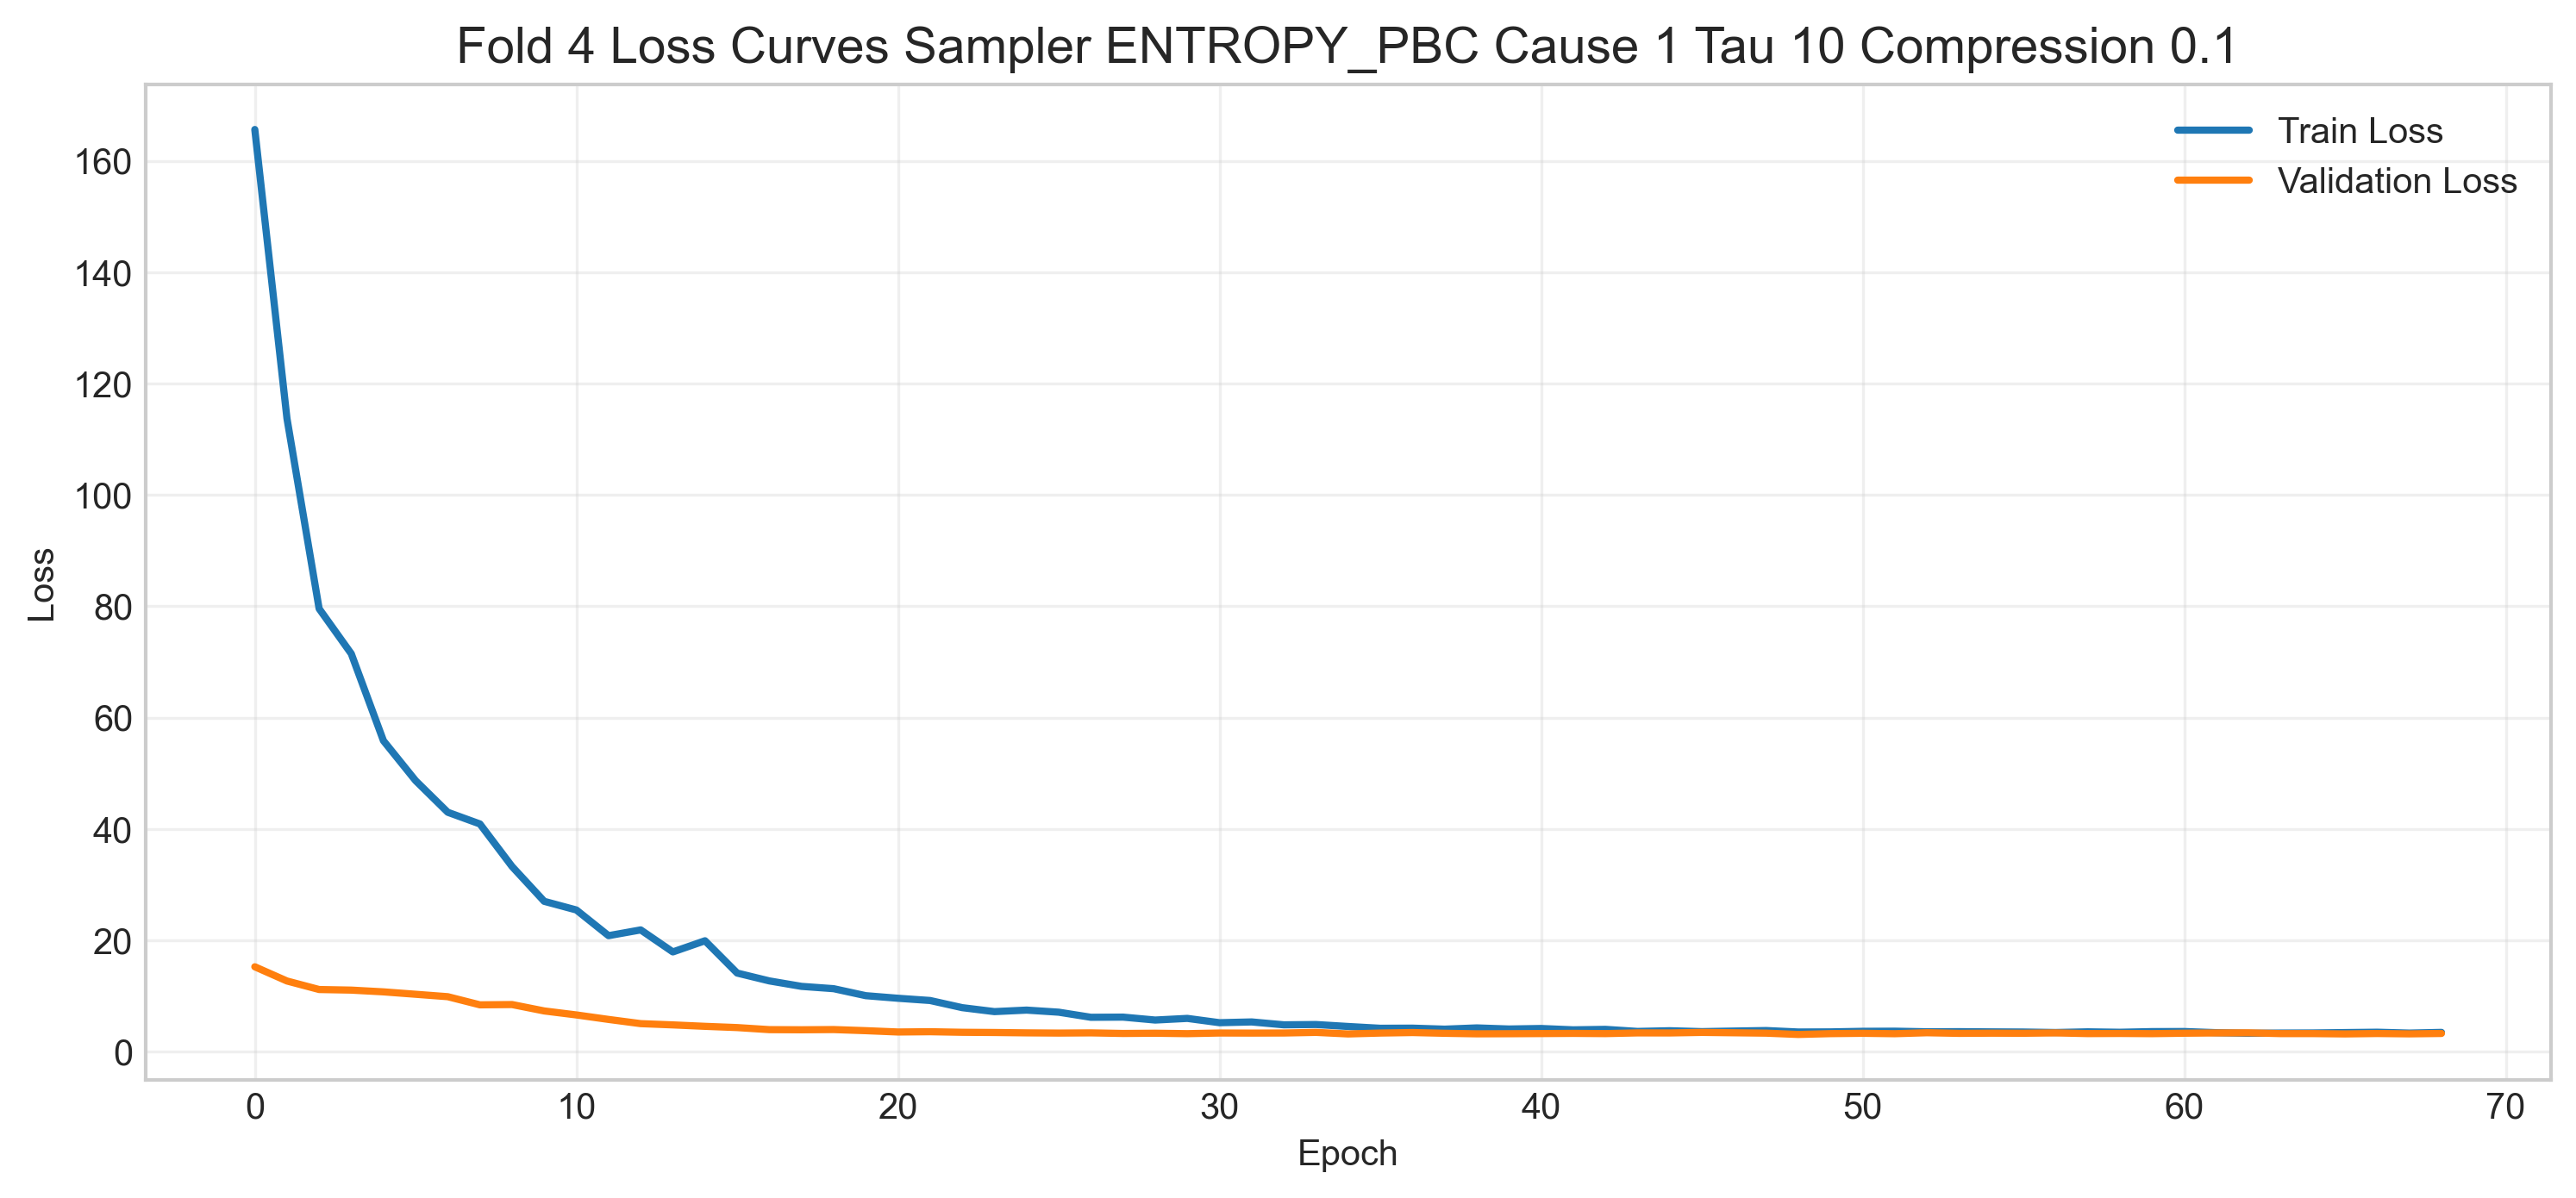 Fold 4 Loss Curves Sampler ENTROPY_PBC Cause 1 Tau 10 Compression 0.1
Train Loss
Validation Loss
160
140
120
100
80
60
40
20
0
Loss
0 10 20 30 40 50 60 70
Epoch